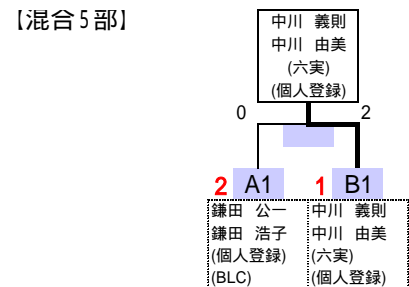 【混合5部】
中川 義則
中川 由美
(六実)
(個人登録)
0 2
2 A1 1 B1
鎌田 公一
鎌田 浩子
(個人登録)
(BLC)
中川 義則
中川 由美
(六実)
(個人登録)